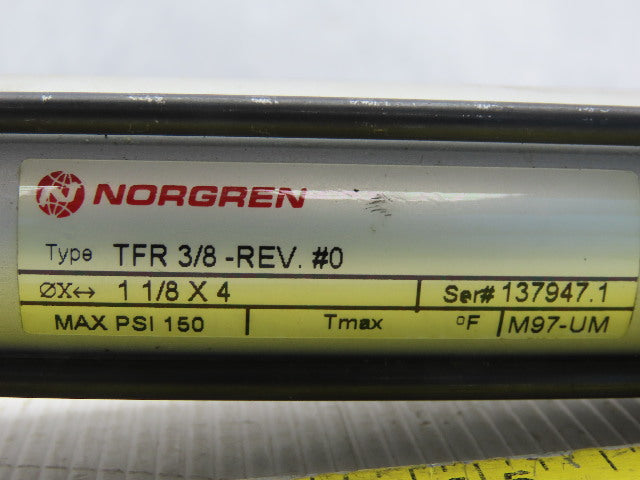 NORGREN
Type TFR 3/8 -REV. #0
ØX↔ 1 1/8 X 4 Ser# 137947.1
MAX PSI 150 Tmax °F M97-UM